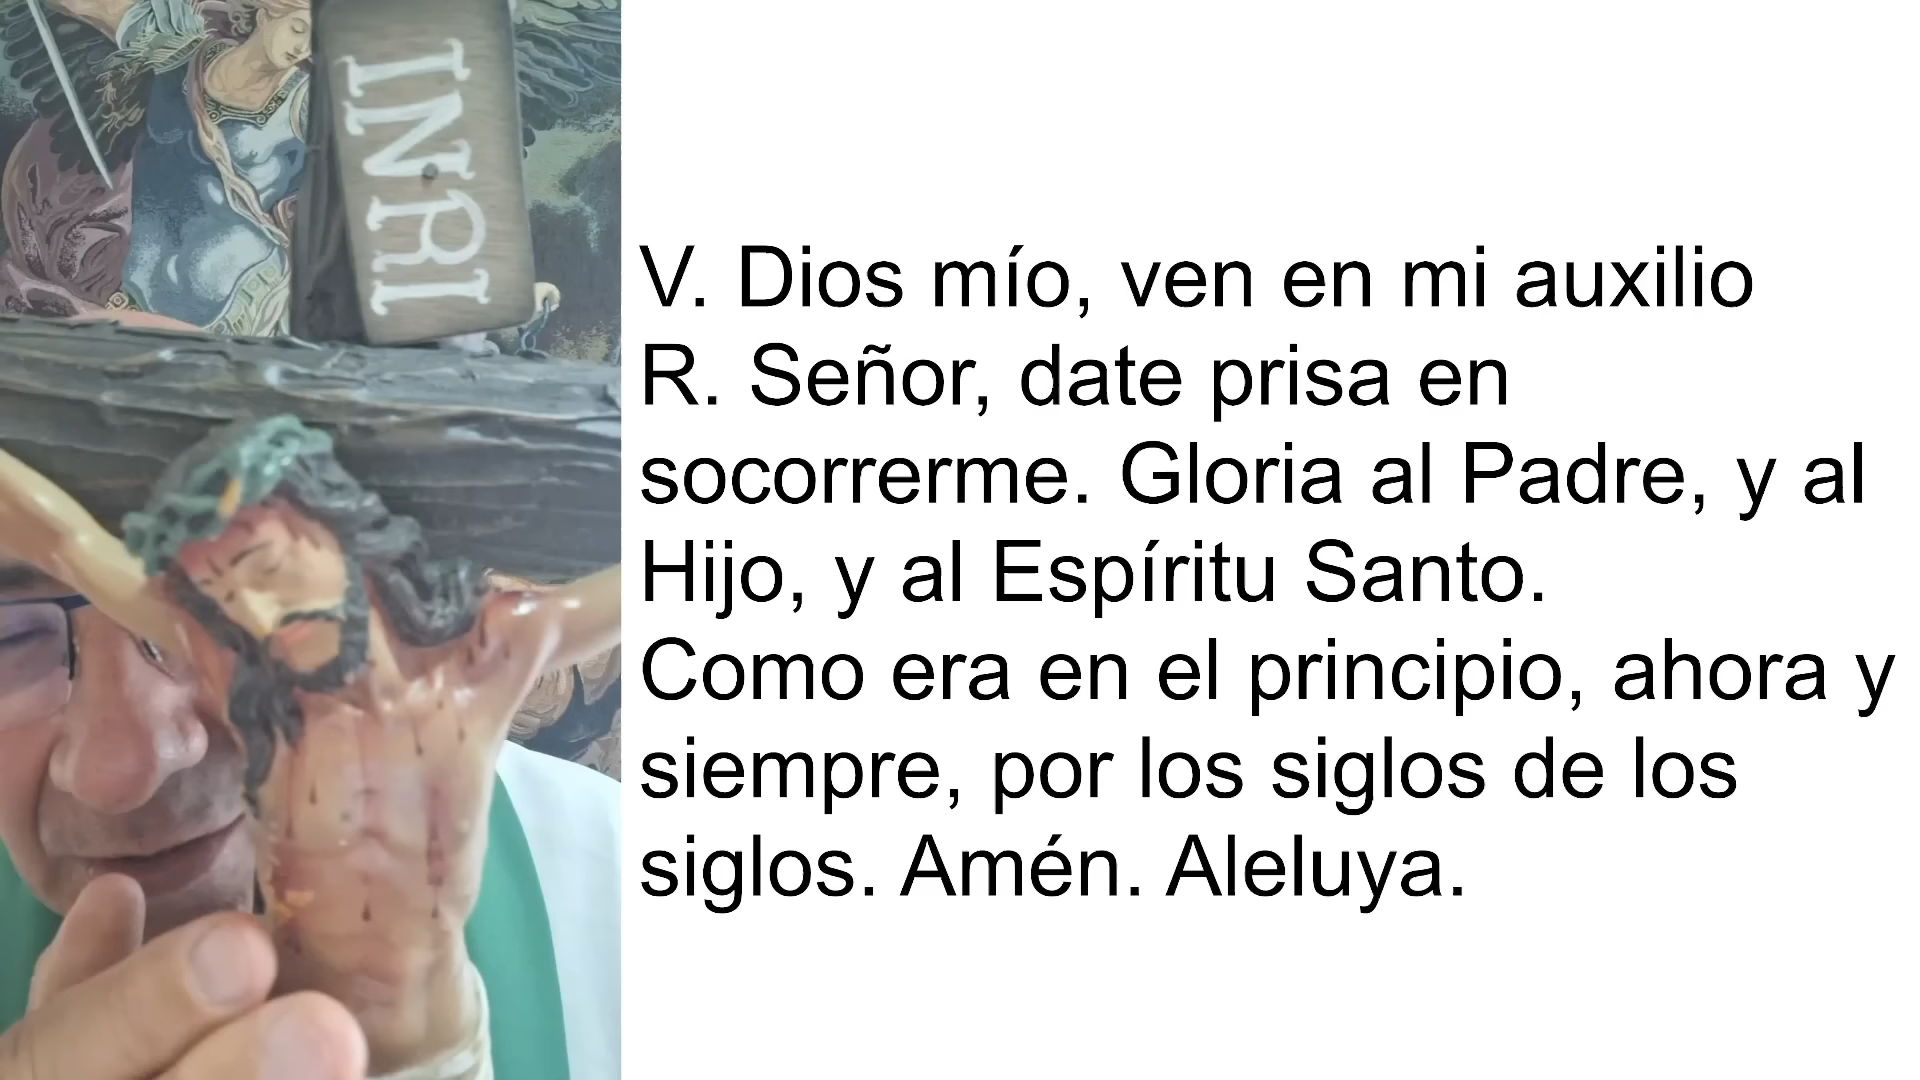 INRI
V. Dios mío, ven en mi auxilio
R. Señor, date prisa en
socorrerme. Gloria al Padre, y al
Hijo, y al Espíritu Santo.
Como era en el principio, ahora y
siempre, por los siglos de los
siglos. Amén. Aleluya.